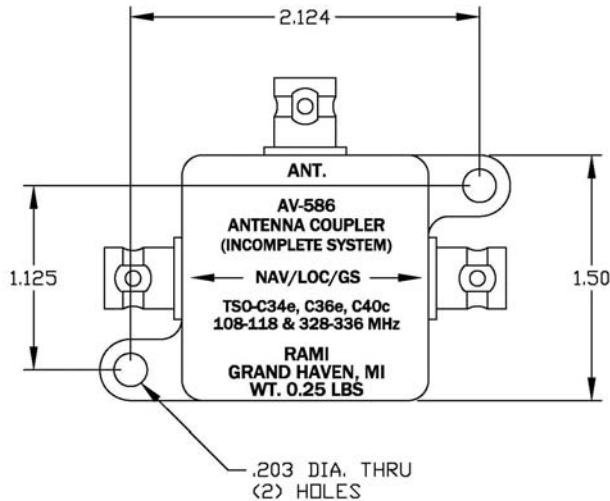 2.124
ANT.
AV-586
ANTENNA COUPLER
(INCOMPLETE SYSTEM)
1.125
NAV/LOC/GS
1.50
TSO-C34e, C36e, C40c
108-118 & 328-336 MHz
RAMI
GRAND HAVEN, MI
WT. 0.25 LBS
.203 DIA. THRU
(2) HOLES